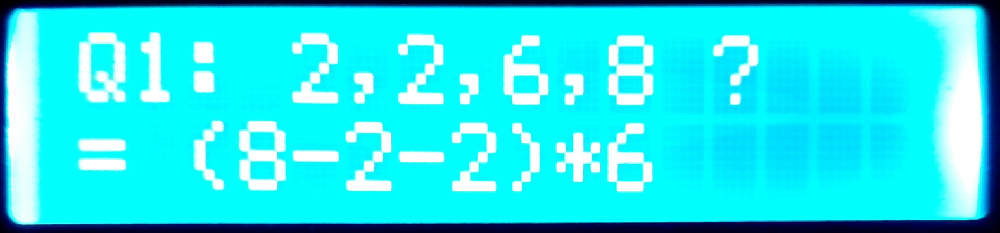 Q1: 2,2,6,8 ?
= (8-2-2)*6